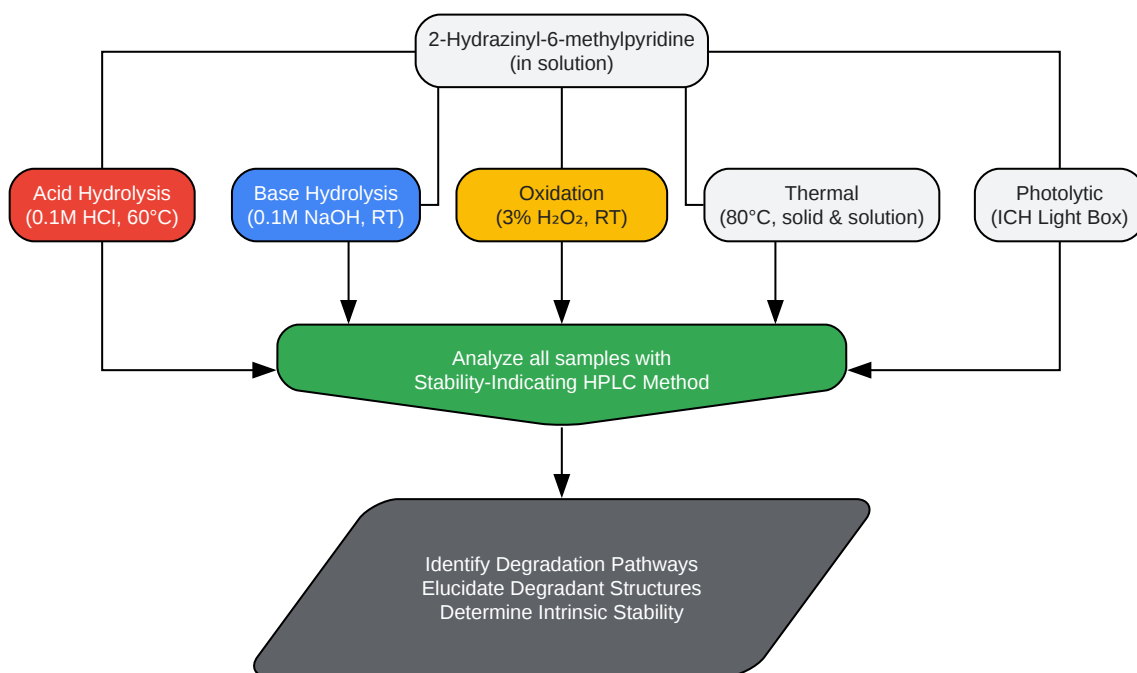 2-Hydrazinyl-6-methylpyridine
(in solution)
Acid Hydrolysis
(0.1M HCl, 60°C)
Base Hydrolysis
(0.1M NaOH, RT)
Oxidation
(3% H₂O₂, RT)
Thermal
(80°C, solid & solution)
Photolytic
(ICH Light Box)
Analyze all samples with
Stability-Indicating HPLC Method
Identify Degradation Pathways
Elucidate Degradant Structures
Determine Intrinsic Stability